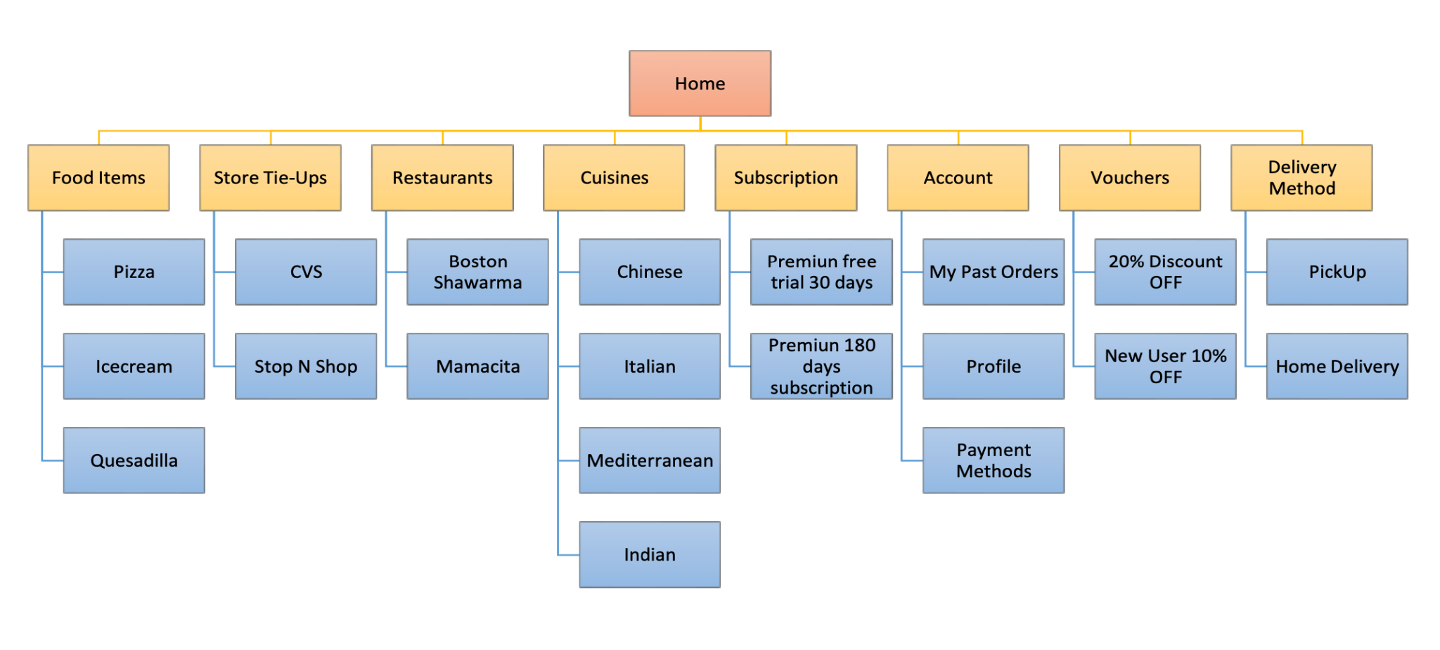 Home
Food Items
Store Tie-Ups
Restaurants
Cuisines
Subscription
Account
Vouchers
Delivery
Method
Pizza
CVS
Boston
Shawarma
Chinese
Premiun free
trial 30 days
My Past Orders
20% Discount
OFF
PickUp
Icecream
Stop N Shop
Mamacita
Italian
Premiun 180
days
subscription
Profile
New User 10%
OFF
Home Delivery
Quesadilla
Mediterranean
Payment
Methods
Indian